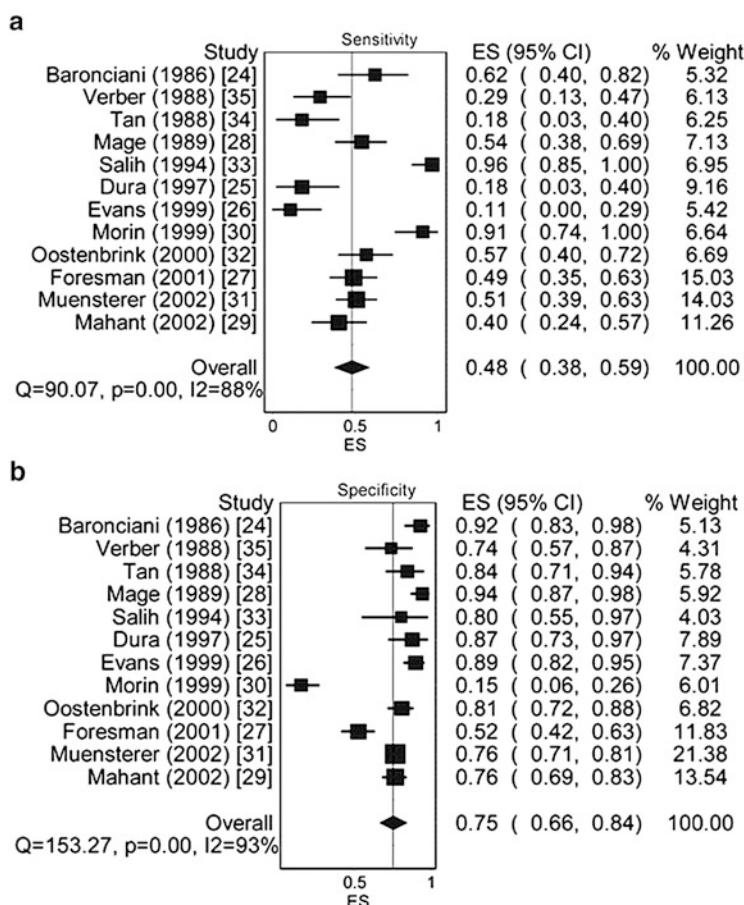 a
Study Sensitivity ES (95% CI) % Weight
Baronciani (1986) [24] 0.62 ( 0.40, 0.82) 5.32
Verber (1988) [35] 0.29 ( 0.13, 0.47) 6.13
Tan (1988) [34] 0.18 ( 0.03, 0.40) 6.25
Mage (1989) [28] 0.54 ( 0.38, 0.69) 7.13
Salih (1994) [33] 0.96 ( 0.85, 1.00) 6.95
Dura (1997) [25] 0.18 ( 0.03, 0.40) 9.16
Evans (1999) [26] 0.11 ( 0.00, 0.29) 5.42
Morin (1999) [30] 0.91 ( 0.74, 1.00) 6.64
Oostenbrink (2000) [32] 0.57 ( 0.40, 0.72) 6.69
Foresman (2001) [27] 0.49 ( 0.35, 0.63) 15.03
Muensterer (2002) [31] 0.51 ( 0.39, 0.63) 14.03
Mahant (2002) [29] 0.40 ( 0.24, 0.57) 11.26
Overall 0.48 ( 0.38, 0.59) 100.00
Q=90.07, p=0.00, I2=88%
0 0.5 1
ES
b
Study Specificity ES (95% CI) % Weight
Baronciani (1986) [24] 0.92 ( 0.83, 0.98) 5.13
Verber (1988) [35] 0.74 ( 0.57, 0.87) 4.31
Tan (1988) [34] 0.84 ( 0.71, 0.94) 5.78
Mage (1989) [28] 0.94 ( 0.87, 0.98) 5.92
Salih (1994) [33] 0.80 ( 0.55, 0.97) 4.03
Dura (1997) [25] 0.87 ( 0.73, 0.97) 7.89
Evans (1999) [26] 0.89 ( 0.82, 0.95) 7.37
Morin (1999) [30] 0.15 ( 0.06, 0.26) 6.01
Oostenbrink (2000) [32] 0.81 ( 0.72, 0.88) 6.82
Foresman (2001) [27] 0.52 ( 0.42, 0.63) 11.83
Muensterer (2002) [31] 0.76 ( 0.71, 0.81) 21.38
Mahant (2002) [29] 0.76 ( 0.69, 0.83) 13.54
Overall 0.75 ( 0.66, 0.84) 100.00
Q=153.27, p=0.00, I2=93%
0.5 1
ES